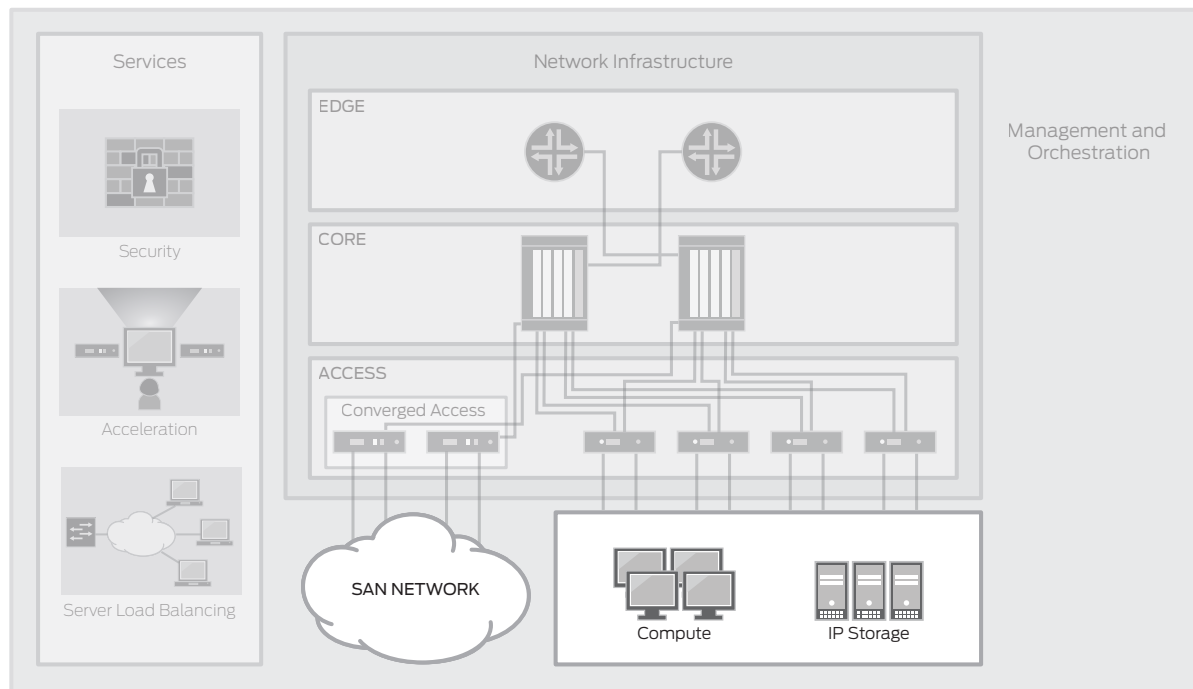 Services
Security
Acceleration
Server Load Balancing
Network Infrastructure
EDGE
CORE
ACCESS
Converged Access
SAN NETWORK
Compute
IP Storage
Management and
Orchestration